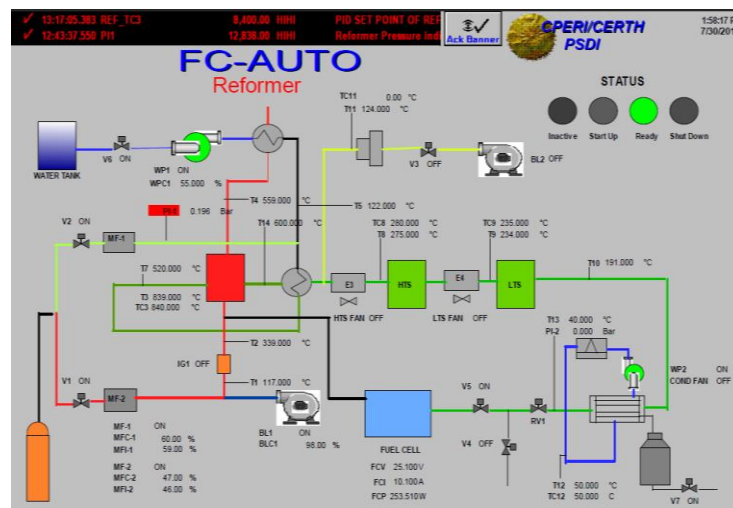 ✓ 13:17:05.383 REF_TC3 8,400.00 HIHI PID SET POINT OF REF
✓ 12:43:37.550 PI1 12,838.00 HIHI Reformer Pressure Indi
Ack Banner
CPERI/CERTH
PSDI
1:58:17 P
7/30/201
FC-AUTO
Reformer
STATUS
Inactive Start Up Ready Shut Down
TC11 0.00 °C
T11 124.000 °C
WATER TANK
V6 ON
WP1 ON
WPC1 55.000 %
V3 OFF
BL2 OFF
T4 559.000 °C
T5 122.000 °C
PI-1 0.196 Bar
V2 ON
MF-1
T14 600.000 °C
TC8 280.000 °C
T8 275.000 °C
TC9 235.000 °C
T9 234.000 °C
T10 191.000 °C
T7 520.000 °C
T3 839.000 °C
TC3 840.000 °C
E3
HTS
E4
LTS
HTS FAN OFF
LTS FAN OFF
T13 40.000 °C
PI-2 0.000 Bar
T2 339.000 °C
IG1 OFF
T1 117.000 °C
WP2 ON
COND FAN OFF
V1 ON
MF-2
V5 ON
RV1
V4 OFF
BL1 ON
BLC1 98.00 %
MF-1 ON
MFC-1 60.00 %
MFI-1 59.00 %
MF-2 ON
MFC-2 47.00 %
MFI-2 46.00 %
FUEL CELL
FCV 25.100V
FCI 10.100A
FCP 253.510W
T12 50.000 °C
TC12 50.000 C
V7 ON